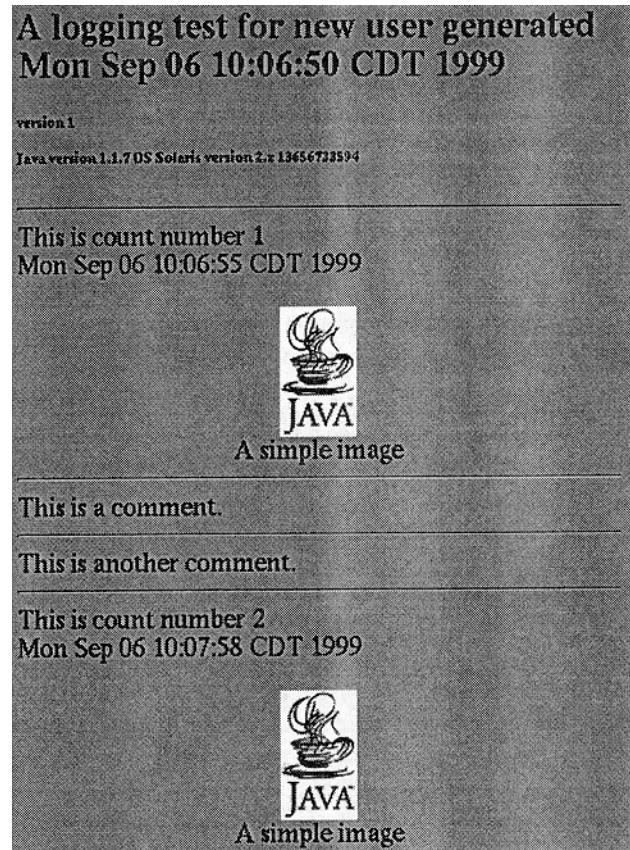 A logging test for new user generated
Mon Sep 06 10:06:50 CDT 1999
version 1
Java version 1.1.7 OS Solaris version 2.x 13656733594
This is count number 1
Mon Sep 06 10:06:55 CDT 1999
JAVA
A simple image
This is a comment.
This is another comment.
This is count number 2
Mon Sep 06 10:07:58 CDT 1999
JAVA
A simple image